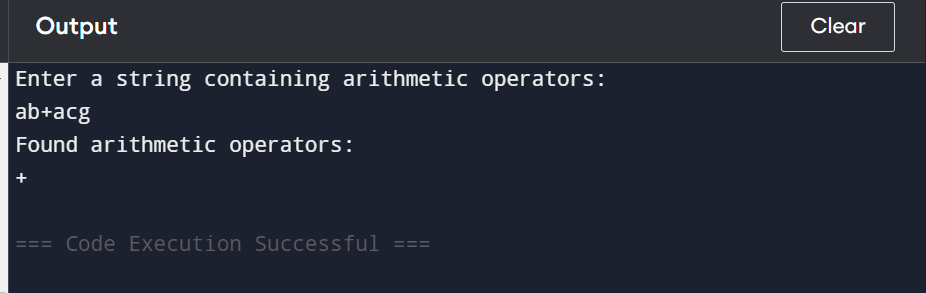 Output
Clear
Enter a string containing arithmetic operators:
ab+acg
Found arithmetic operators:
+
=== Code Execution Successful ===